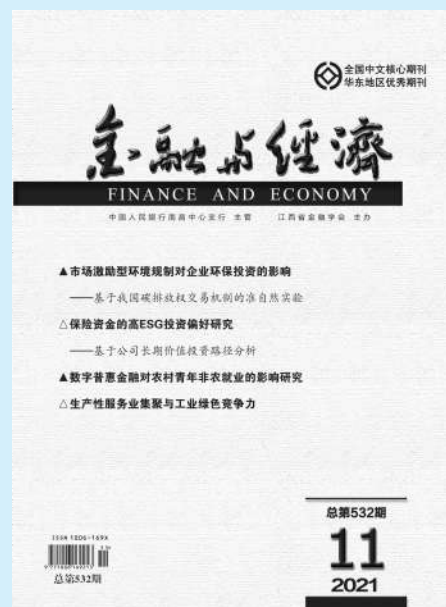 全国中文核心期刊
华东地区优秀期刊
金融与经济
FINANCE AND ECONOMY
中国人民银行南昌中心支行 主管 江西省金融学会 主办
▲市场激励型环境规制对企业环保投资的影响
——基于我国碳排放权交易机制的准自然实验
△保险资金的高ESG投资偏好研究
——基于公司长期价值投资路径分析
▲数字普惠金融对农村青年非农就业的影响研究
△生产性服务业集聚与工业绿色竞争力
ISSN 1006-169X
总第532期
总第532期
11
2021